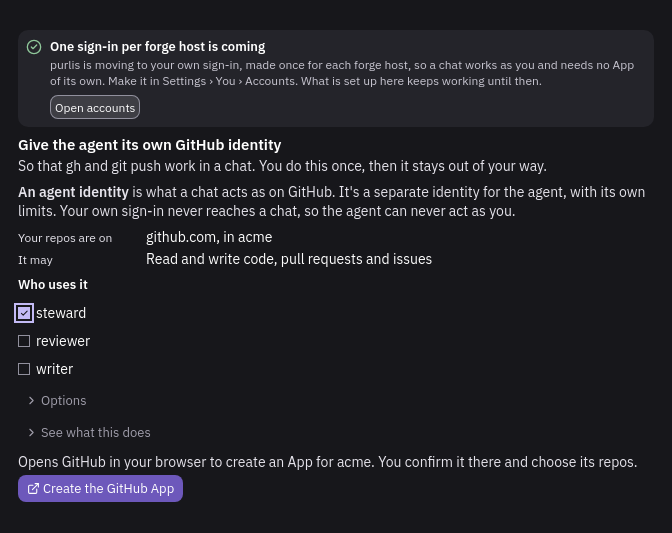 One sign-in per forge host is coming
purlis is moving to your own sign-in, made once for each forge host, so a chat works as you and needs no App
of its own. Make it in Settings › You › Accounts. What is set up here keeps working until then.
Open accounts
Give the agent its own GitHub identity
So that gh and git push work in a chat. You do this once, then it stays out of your way.
An agent identity is what a chat acts as on GitHub. It's a separate identity for the agent, with its own
limits. Your own sign-in never reaches a chat, so the agent can never act as you.
Your repos are on github.com, in acme
It may Read and write code, pull requests and issues
Who uses it
steward
reviewer
writer
Options
See what this does
Opens GitHub in your browser to create an App for acme. You confirm it there and choose its repos.
Create the GitHub App